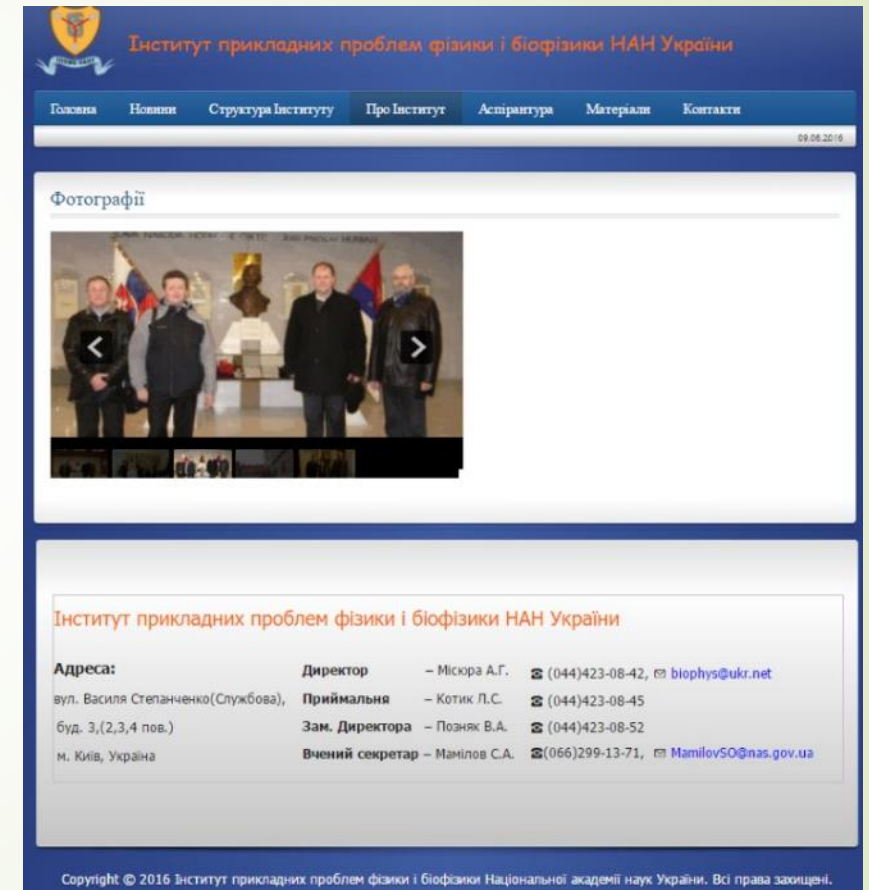 Інститут прикладних проблем фізики і біофізики НАН України
Головна Новини Структура Інституту Про Інститут Аспірантура Матеріали Контакти
09.06.2016
Фотографії
Інститут прикладних проблем фізики і біофізики НАН України
Адреса:
вул. Василя Степанченко(Службова),
буд. 3,(2,3,4 пов.)
м. Київ, Україна
Директор – Місюра А.Г. ☎ (044)423-08-42, ✉ biophys@ukr.net
Приймальня – Котик Л.С. ☎ (044)423-08-45
Зам. Директора – Позняк В.А. ☎ (044)423-08-52
Вчений секретар – Мамілов С.А. ☎(066)299-13-71, ✉ MamilovSO@nas.gov.ua
Copyright © 2016 Інститут прикладних проблем фізики і біофізики Національної академії наук України. Всі права захищені.